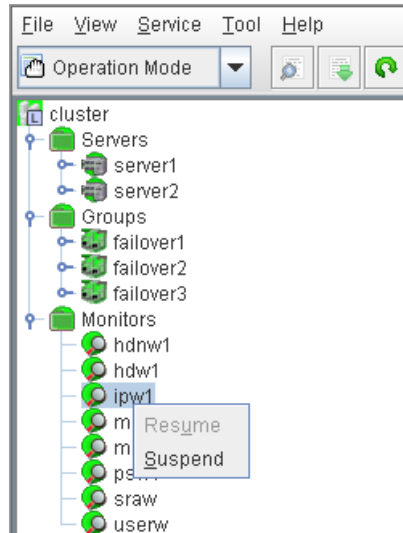 File View Service Tool Help
Operation Mode
cluster
Servers
server1
server2
Groups
failover1
failover2
failover3
Monitors
hdnw1
hdw1
ipw1
Resume
Suspend
sraw
userw